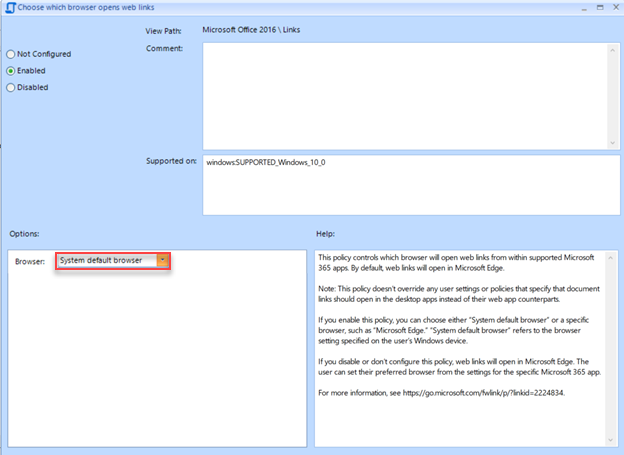 Choose which browser opens web links
View Path: Microsoft Office 2016 \ Links
Not Configured
Enabled
Disabled
Comment:
Supported on: windows:SUPPORTED_Windows_10_0
Options:
Browser: System default browser
Help:
This policy controls which browser will open web links from within supported Microsoft
365 apps. By default, web links will open in Microsoft Edge.
Note: This policy doesn't override any user settings or policies that specify that document
links should open in the desktop apps instead of their web app counterparts.
If you enable this policy, you can choose either "System default browser" or a specific
browser, such as "Microsoft Edge." "System default browser" refers to the browser
setting specified on the user's Windows device.
If you disable or don't configure this policy, web links will open in Microsoft Edge. The
user can set their preferred browser from the settings for the specific Microsoft 365 app.
For more information, see https://go.microsoft.com/fwlink/p/?linkid=2224834.